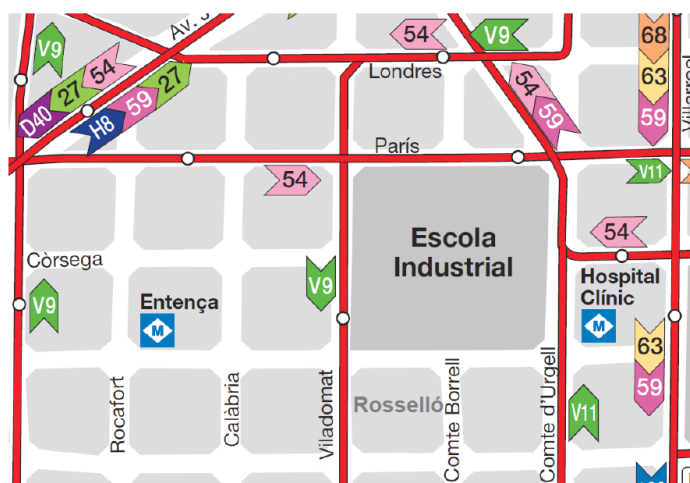 V9
Av. J
54
27
D40
27
59
H8
54
V9
Londres
54
59
68
63
59
Villarroel
París
V11
54
Escola
Industrial
54
Còrsega
V9
Entença
M
V9
Hospital
Clínic
M
63
59
V11
Rocafort
Calàbria
Viladomat
Rosselló
Comte Borrell
Comte d'Urgell